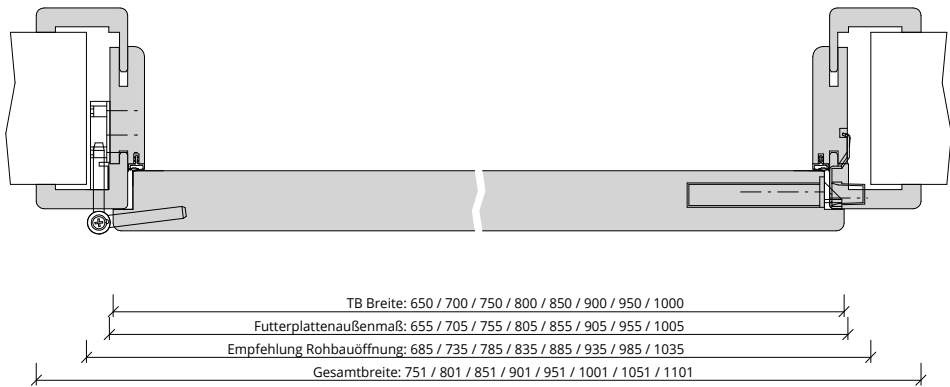 TB Breite: 650 / 700 / 750 / 800 / 850 / 900 / 950 / 1000
Futterplattenaußenmaß: 655 / 705 / 755 / 805 / 855 / 905 / 955 / 1005
Empfehlung Rohbauöffnung: 685 / 735 / 785 / 835 / 885 / 935 / 985 / 1035
Gesamtbreite: 751 / 801 / 851 / 901 / 951 / 1001 / 1051 / 1101